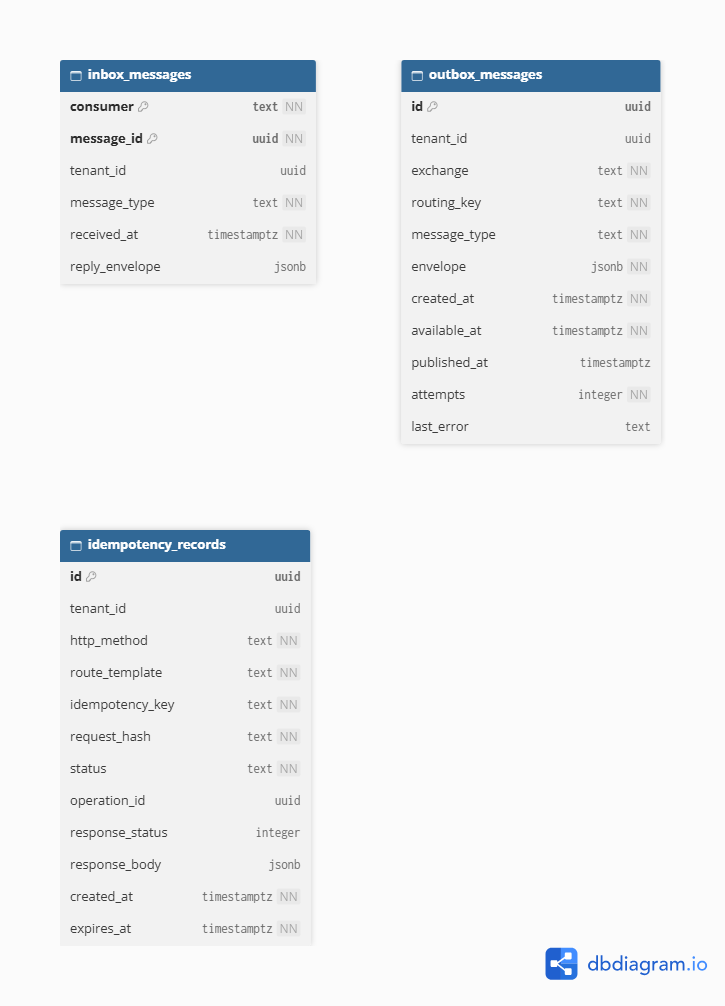 inbox_messages
consumer text NN
message_id uuid NN
tenant_id uuid
message_type text NN
received_at timestamptz NN
reply_envelope jsonb
outbox_messages
id uuid
tenant_id uuid
exchange text NN
routing_key text NN
message_type text NN
envelope jsonb NN
created_at timestamptz NN
available_at timestamptz NN
published_at timestamptz
attempts integer NN
last_error text
idempotency_records
id uuid
tenant_id uuid
http_method text NN
route_template text NN
idempotency_key text NN
request_hash text NN
status text NN
operation_id uuid
response_status integer
response_body jsonb
created_at timestamptz NN
expires_at timestamptz NN
dbdiagram.io